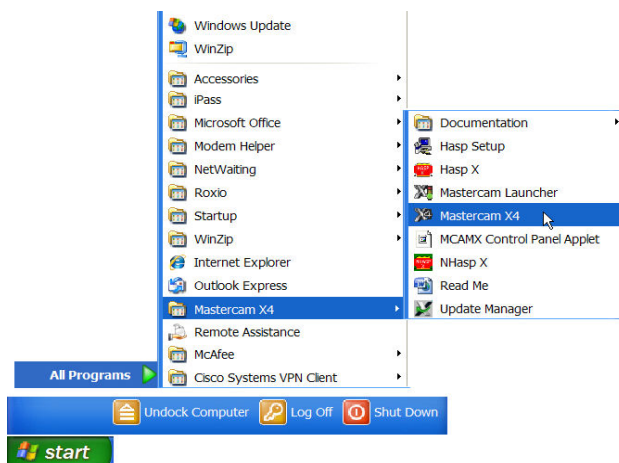 Windows Update
WinZip
Accessories
iPass
Microsoft Office
Modem Helper
NetWaiting
Roxio
Startup
WinZip
Internet Explorer
Outlook Express
Mastercam X4
Remote Assistance
McAfee
Cisco Systems VPN Client
Documentation
Hasp Setup
Hasp X
Mastercam Launcher
Mastercam X4
MCAMX Control Panel Applet
NHasp X
Read Me
Update Manager
All Programs
Undock Computer Log Off Shut Down
start